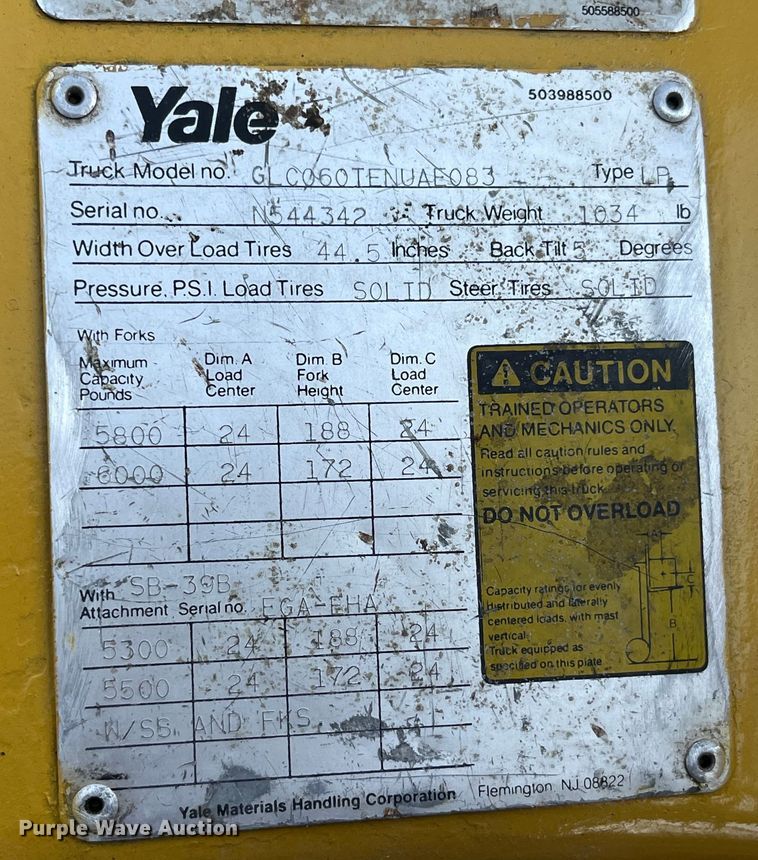 505588500
Yale
503988500
Truck Model no. GLC060TENUAE083 Type LP
Serial no. N544342 Truck Weight 1034 lb
Width Over Load Tires 44.5 Inches Back Tilt 5 Degrees
Pressure. P.S.I. Load Tires SOLID Steer Tires SOLID
With Forks
Maximum Capacity Pounds Dim. A Load Center Dim. B Fork Height Dim. C Load Center
5800 24 188 24
6000 24 172 24
With SB-39B
Attachment Serial no. EGA-EHA
5300 24 188 24
5500 24 172 24
W/SS AND FKS
CAUTION
TRAINED OPERATORS
AND MECHANICS ONLY.
Read all caution rules and
instructions before operating or
servicing this truck.
DO NOT OVERLOAD
A
C
B
Capacity ratings for evenly
distributed and laterally
centered loads, with mast
vertical.
Truck equipped as
specified on this plate
Yale Materials Handling Corporation Flemington NJ 08822
Purple Wave Auction